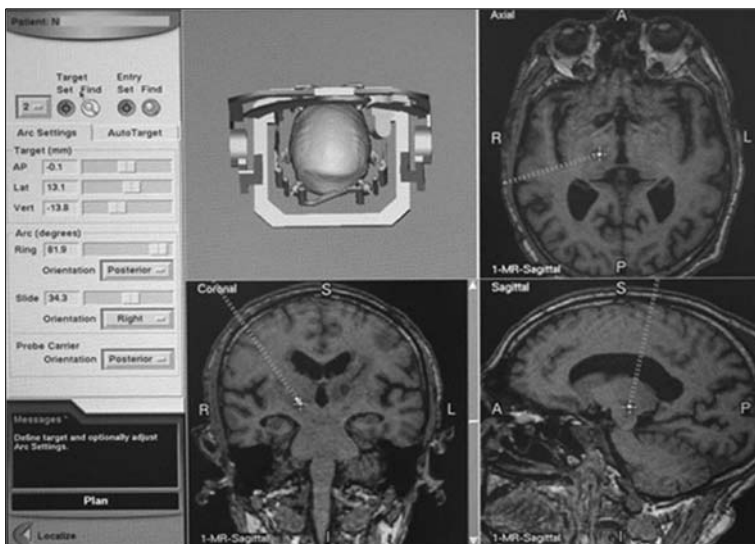 Patient: N
Target
Entry
Set Find
Set Find
2
Arc Settings
AutoTarget
Target (mm)
AP -0.1
Lat 13.1
Vert -13.8
Arc (degrees)
Ring 61.9
Orientation Posterior
Slide 34.3
Orientation Right
Probe Carrier
Orientation Posterior
Messages
Define target and optionally adjust
Arc Settings.
Plan
Localize
Axial
A
R
L
P
1-MR-Sagittal
Coronal
S
R
L
I
1-MR-Sagittal
Sagittal
S
A
P
I
1-MR-Sagittal